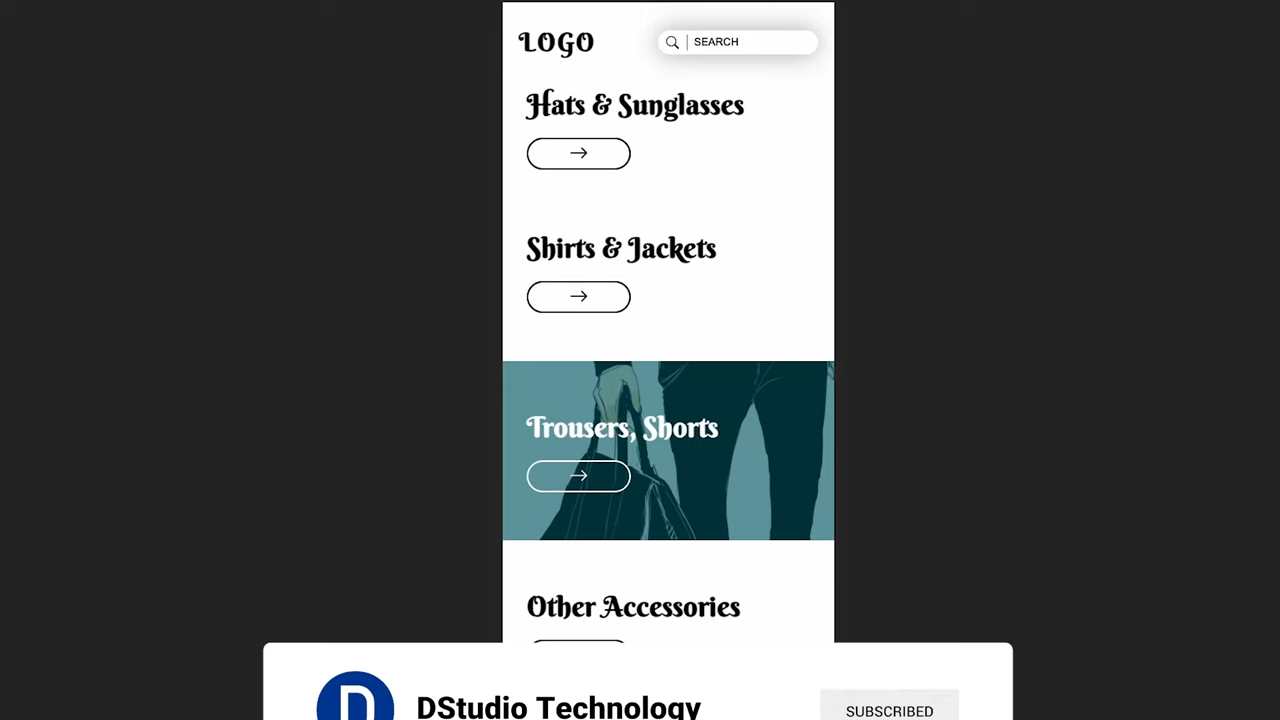 LOGO
SEARCH
Hats & Sunglasses
Shirts & Jackets
Trousers, Shorts
Other Accessories
D DStudio Technology
SUBSCRIBED